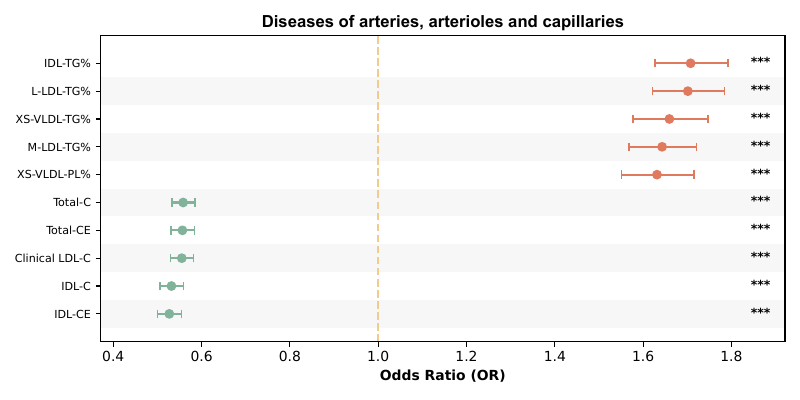 Diseases of arteries, arterioles and capillaries
IDL-TG% ***
L-LDL-TG% ***
XS-VLDL-TG% ***
M-LDL-TG% ***
XS-VLDL-PL% ***
Total-C ***
Total-CE ***
Clinical LDL-C ***
IDL-C ***
IDL-CE ***
0.4 0.6 0.8 1.0 1.2 1.4 1.6 1.8
Odds Ratio (OR)